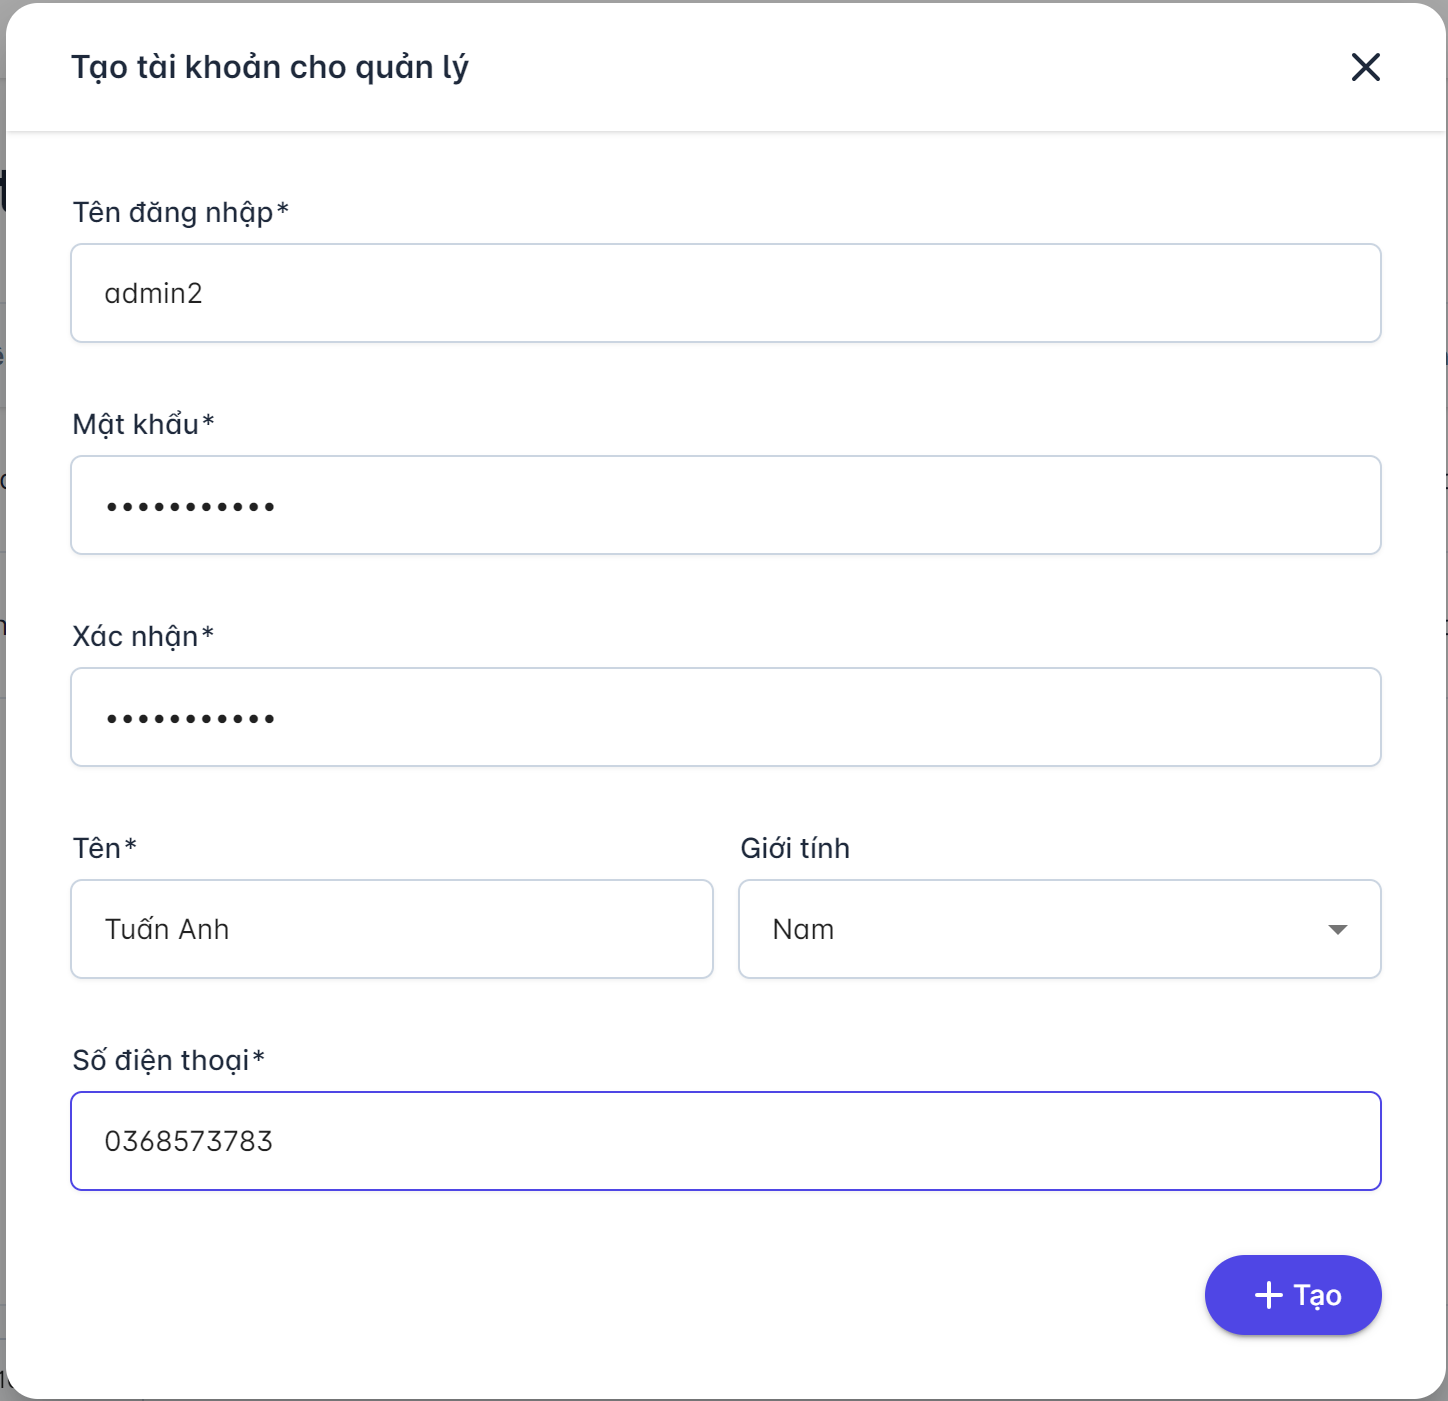 Tạo tài khoản cho quản lý
Tên đăng nhập*
admin2
Mật khẩu*
•••••••••••
Xác nhận*
•••••••••••
Tên*
Giới tính
Tuấn Anh
Nam
Số điện thoại*
0368573783
+ Tạo